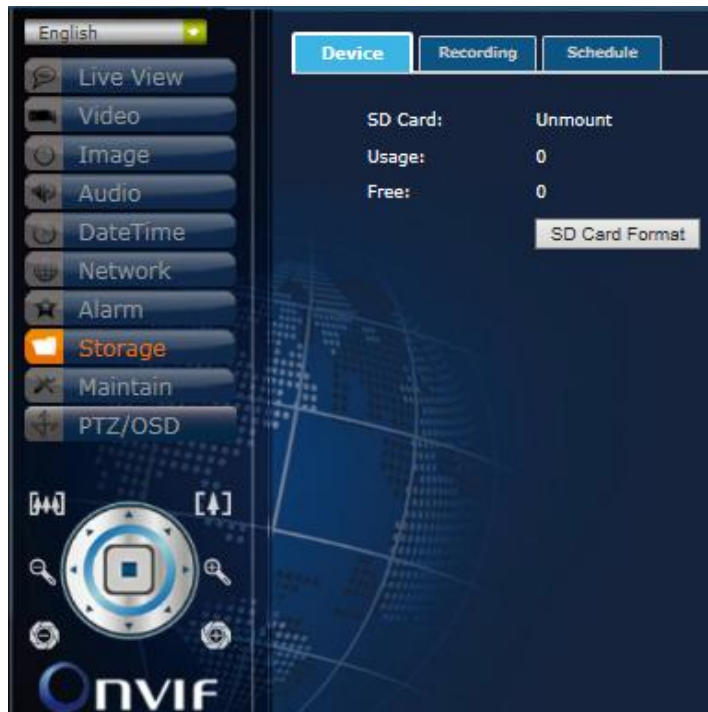 English
Device
Recording
Schedule
Live View
Video
Image
Audio
DateTime
Network
Alarm
Storage
Maintain
PTZ/OSD
SD Card: Unmount
Usage: 0
Free: 0
SD Card Format
ONVIF